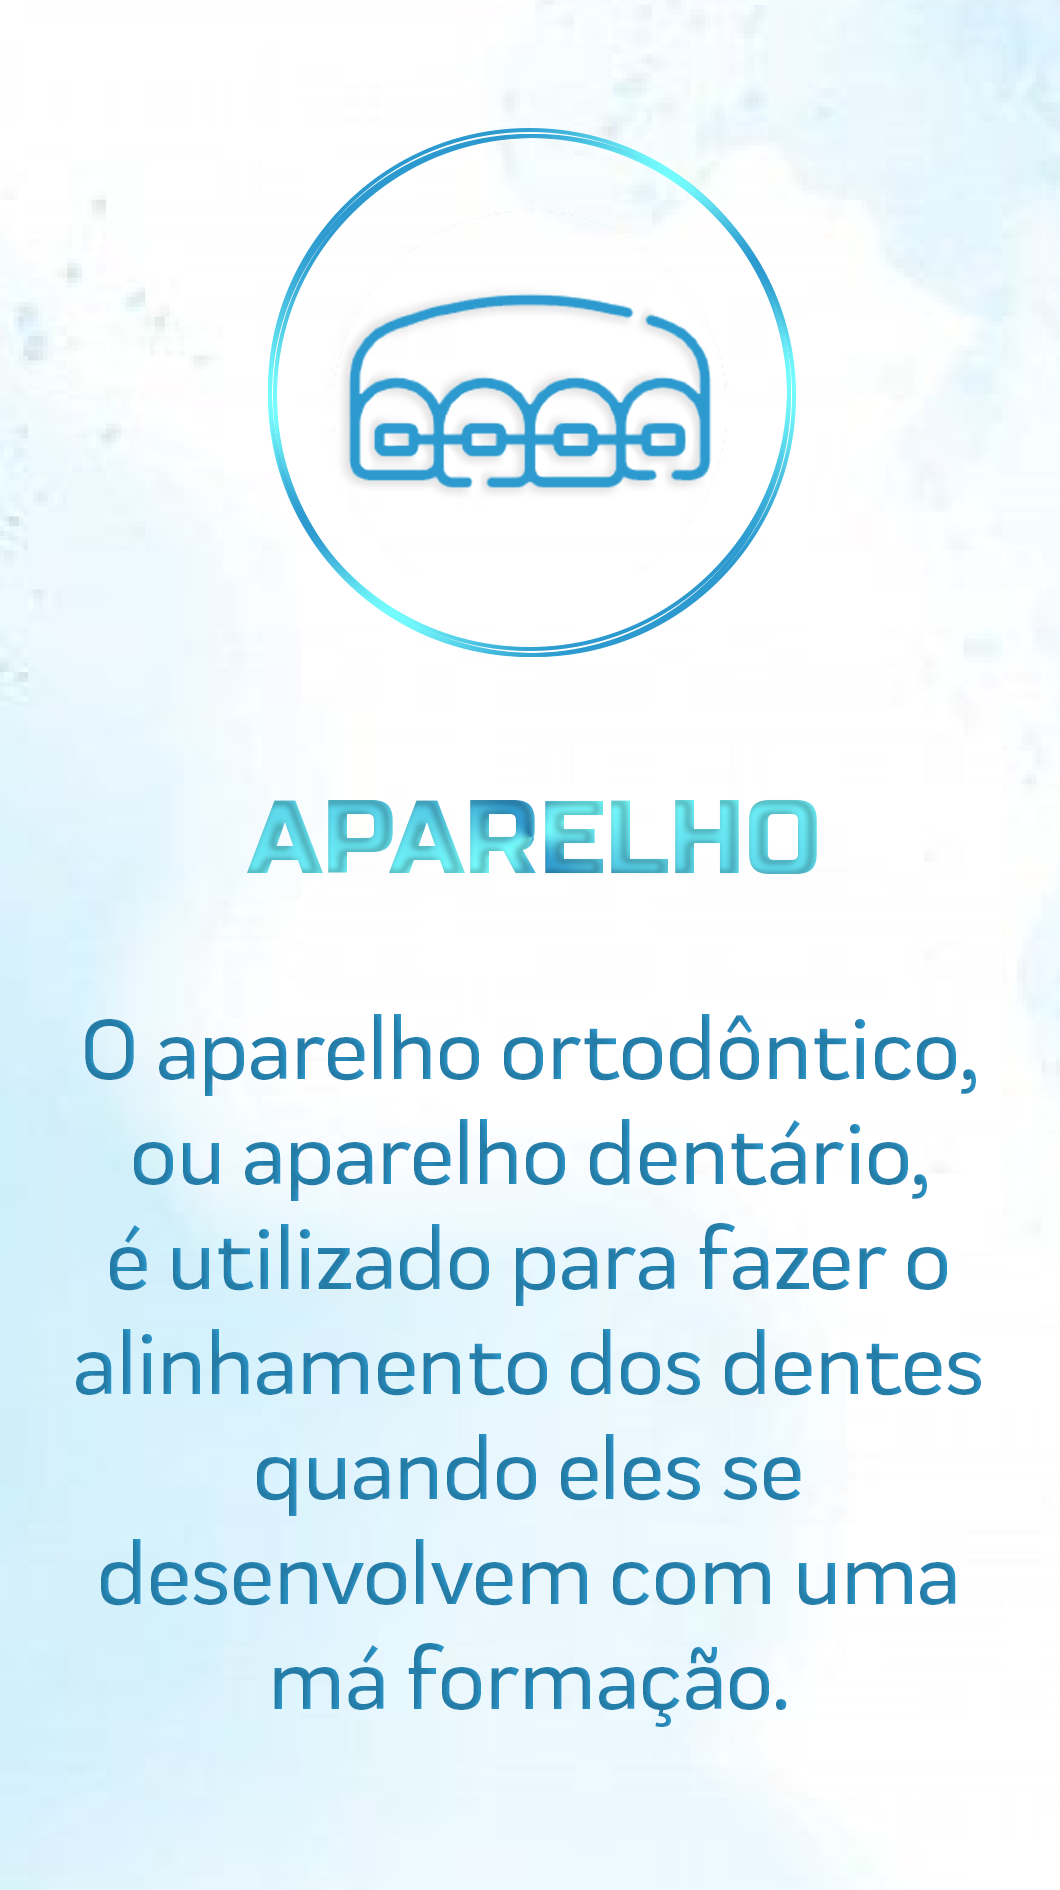 APARELHO
O aparelho ortodôntico,
ou aparelho dentário,
é utilizado para fazer o
alinhamento dos dentes
quando eles se
desenvolvem com uma
má formação.